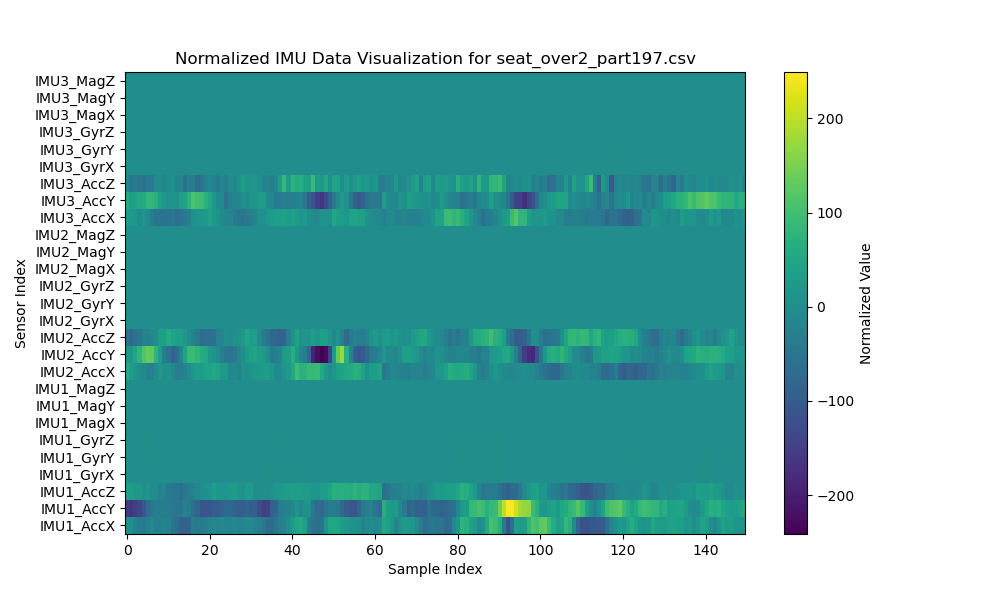 Normalized IMU Data Visualization for seat_over2_part197.csv
IMU3_MagZ
IMU3_MagY
IMU3_MagX
IMU3_GyrZ
IMU3_GyrY
IMU3_GyrX
IMU3_AccZ
IMU3_AccY
IMU3_AccX
IMU2_MagZ
IMU2_MagY
IMU2_MagX
IMU2_GyrZ
IMU2_GyrY
IMU2_GyrX
IMU2_AccZ
IMU2_AccY
IMU2_AccX
IMU1_MagZ
IMU1_MagY
IMU1_MagX
IMU1_GyrZ
IMU1_GyrY
IMU1_GyrX
IMU1_AccZ
IMU1_AccY
IMU1_AccX
Sensor Index
0 20 40 60 80 100 120 140
Sample Index
200
100
0
−100
−200
Normalized Value